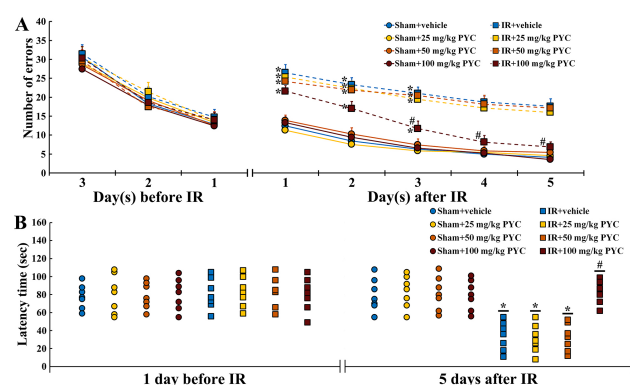 A
40
35
30
25
20
15
10
5
0
Number of errors
Sham+vehicle
IR+vehicle
Sham+25 mg/kg PYC
IR+25 mg/kg PYC
Sham+50 mg/kg PYC
IR+50 mg/kg PYC
Sham+100 mg/kg PYC
IR+100 mg/kg PYC
* * * * * * * * *
# * # #
3 2 1 1 2 3 4 5
Day(s) before IR Day(s) after IR
B
160
140
120
100
80
60
40
20
0
Latency time (sec)
Sham+vehicle
IR+vehicle
Sham+25 mg/kg PYC
IR+25 mg/kg PYC
Sham+50 mg/kg PYC
IR+50 mg/kg PYC
Sham+100 mg/kg PYC
IR+100 mg/kg PYC
* * * #
1 day before IR 5 days after IR